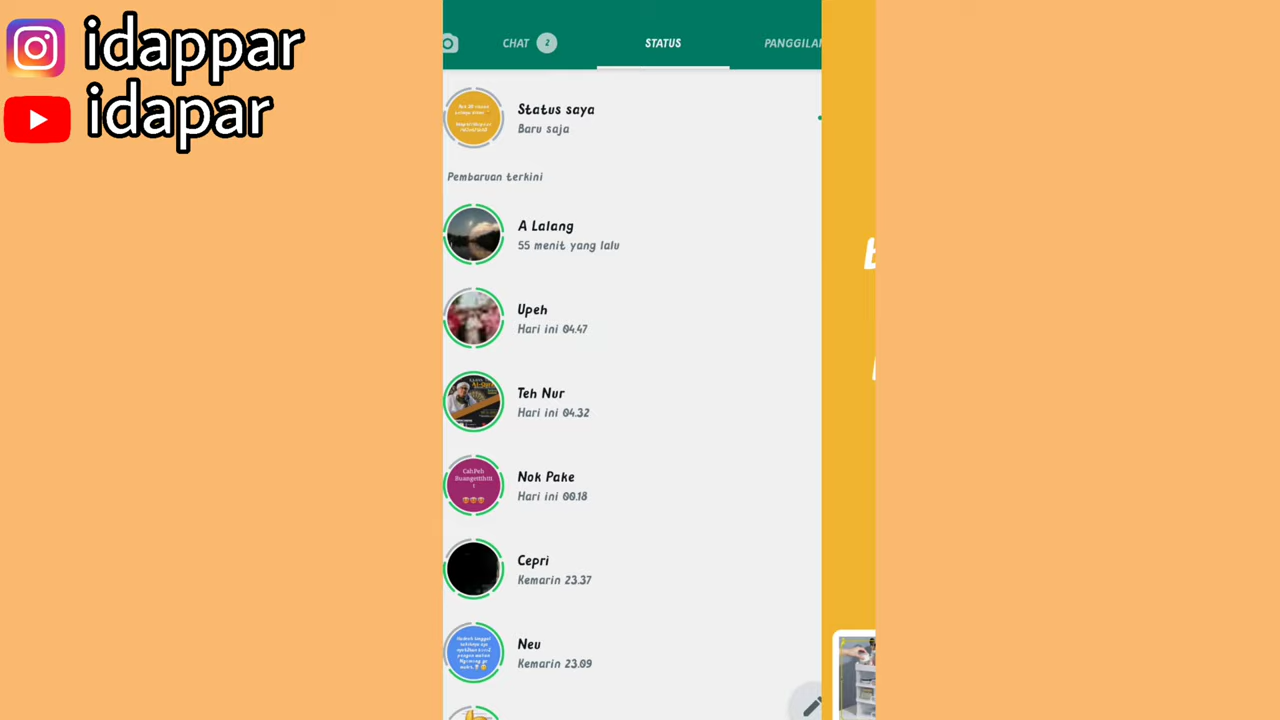 idappar
idapar
CHAT 2
STATUS
PANGGILAN
Status saya
Baru saja
Pembaruan terkini
A Lalang
55 menit yang lalu
Upeh
Hari ini 04.47
Teh Nur
Hari ini 04.32
CahPeh
Buangettthttt
t
Nok Pake
Hari ini 00.18
Cepri
Kemarin 23.37
Neu
Kemarin 23.09